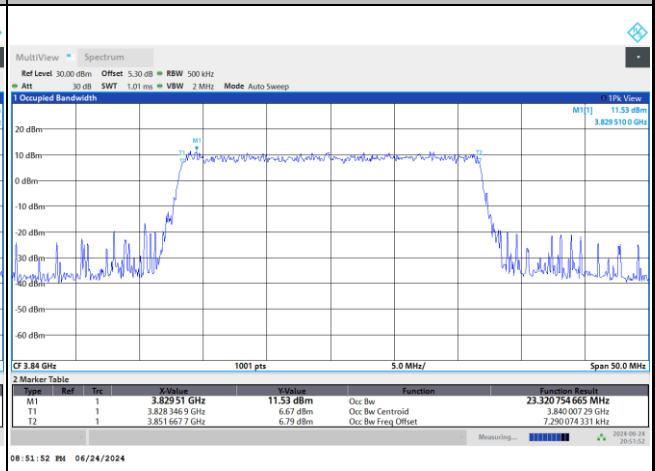 MultiView Spectrum
Ref Level 30.00 dBm Offset 5.30 dB RBW 500 kHz
Att 30 dB SWT 1.01 ms VBW 2 MHz Mode Auto Sweep
1 Occupied Bandwidth 1Pk View
M1[1] 11.53 dBm
3.829 510 0 GHz
20 dBm
M1
10 dBm
T1 T2
0 dBm
-10 dBm
-20 dBm
-30 dBm
-40 dBm
-50 dBm
-60 dBm
CF 3.84 GHz 1001 pts 5.0 MHz/ Span 50.0 MHz
2 Marker Table
Type Ref Trc X-Value Y-Value Function Function Result
M1 1 3.829 51 GHz 11.53 dBm Occ Bw 23.320 754 665 MHz
T1 1 3.828 346 9 GHz 6.67 dBm Occ Bw Centroid 3.840 007 29 GHz
T2 1 3.851 667 7 GHz 6.79 dBm Occ Bw Freq Offset 7.290 074 331 kHz
Measuring... 2024-06-24
20:51:52
08:51:52 PM 06/24/2024